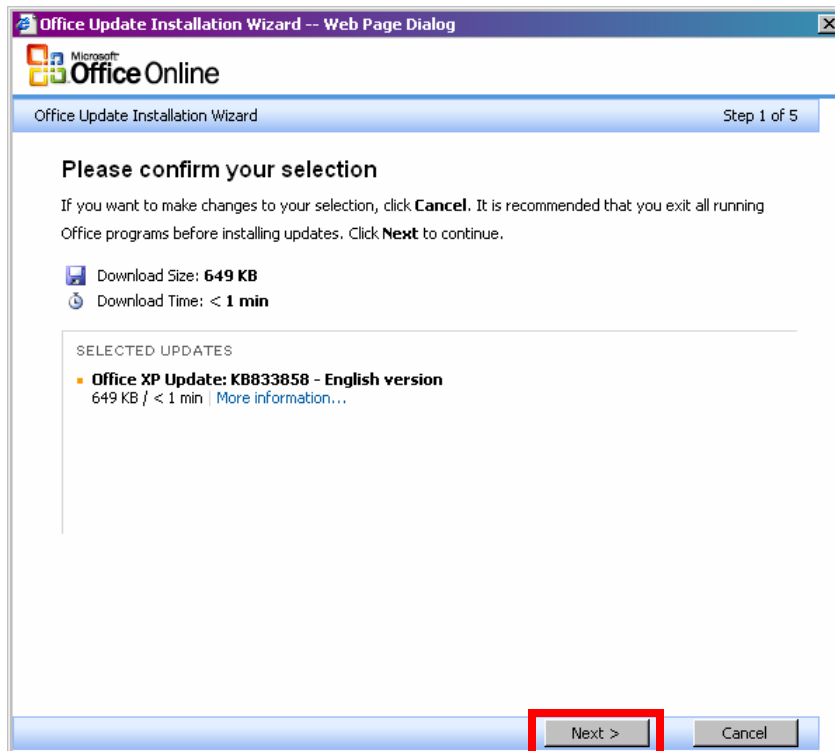 Office Update Installation Wizard -- Web Page Dialog
Microsoft
Office Online
Office Update Installation Wizard Step 1 of 5
Please confirm your selection
If you want to make changes to your selection, click Cancel. It is recommended that you exit all running
Office programs before installing updates. Click Next to continue.
Download Size: 649 KB
Download Time: < 1 min
SELECTED UPDATES
Office XP Update: KB833858 - English version
649 KB / < 1 min | More information...
Next > Cancel